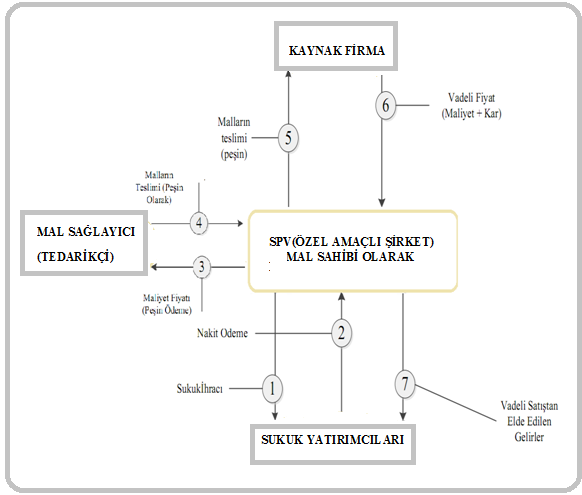 KAYNAK FİRMA
6
Vadeli Fiyat
(Maliyet + Kar)
Malların
teslimi
(peşin)
5
Malların
Teslimi (Peşin
Olarak)
4
MAL SAĞLAYICI
(TEDARİKÇİ)
SPV(ÖZEL AMAÇLI ŞİRKET)
MAL SAHİBİ OLARAK
:
3
Maliyet Fiyatı
(Peşin Ödeme)
Nakit Odeme
2
Sukukİhracı
1
7
Vadeli Satıştan
Elde Edilen
Gelirler
SUKUK YATIRIMCILARI